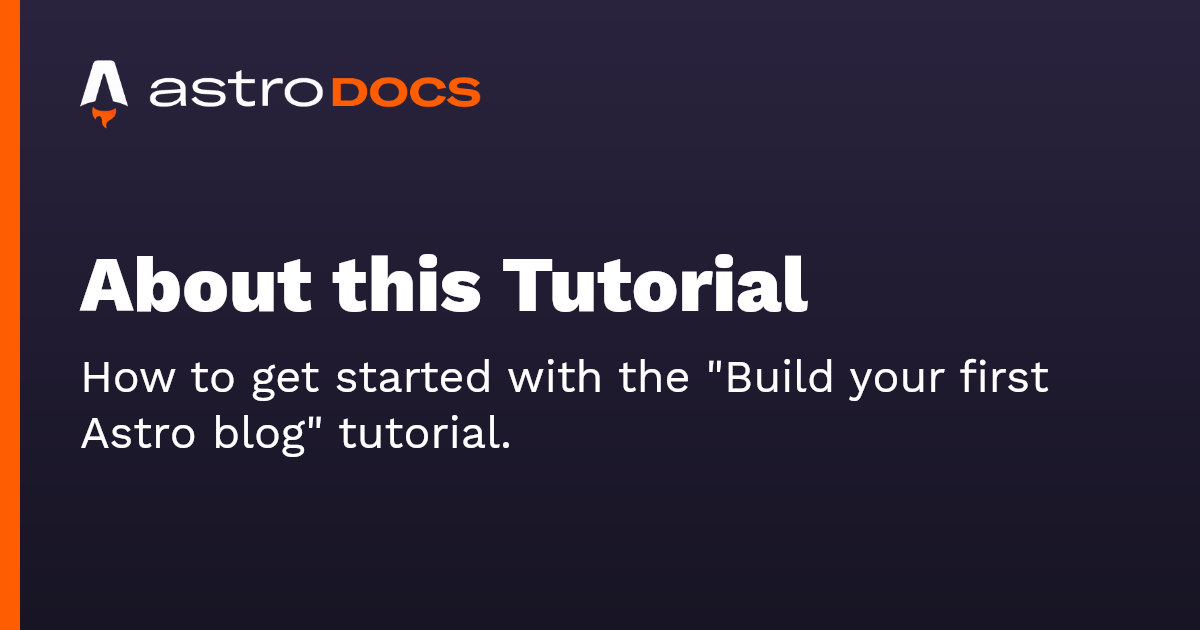 astro DOCS
About this Tutorial
How to get started with the "Build your first
Astro blog" tutorial.